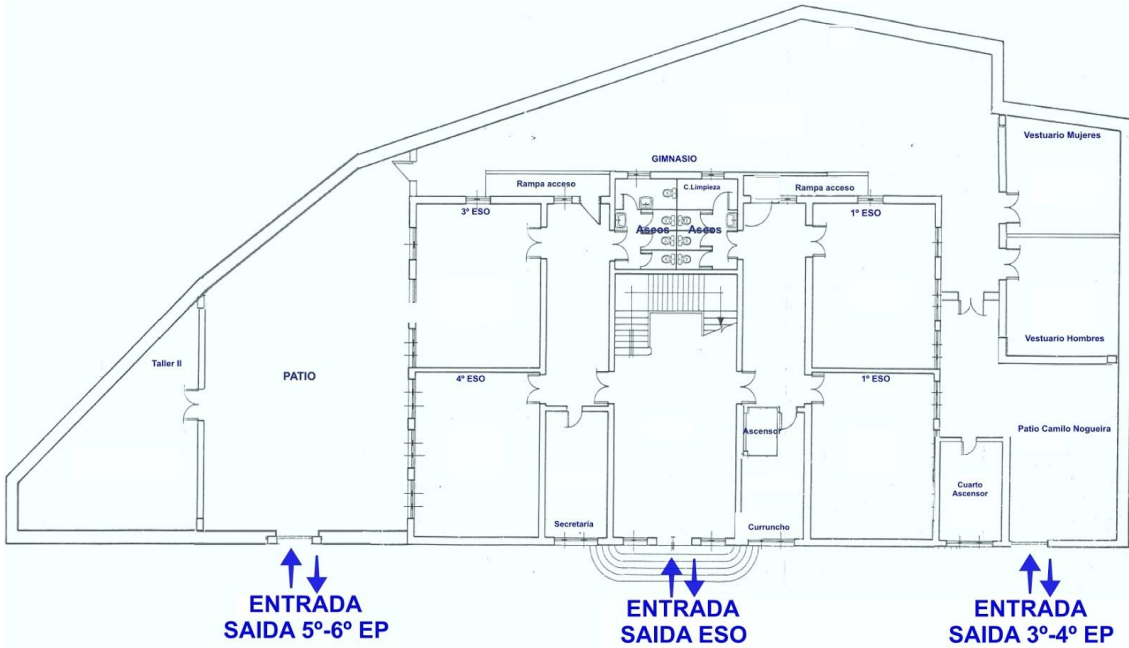 Vestuario Mujeres
GIMNASIO
Rampa acceso
C.Limpieza
Rampa acceso
3º ESO
1º ESO
Aseos
Aseos
Vestuario Hombres
Taller II
PATIO
4º ESO
1º ESO
Ascensor
Patio Camilo Nogueira
Cuarto
Ascensor
Secretaría
Curruncho
ENTRADA
SAIDA 5º-6º EP
ENTRADA
SAIDA ESO
ENTRADA
SAIDA 3º-4º EP